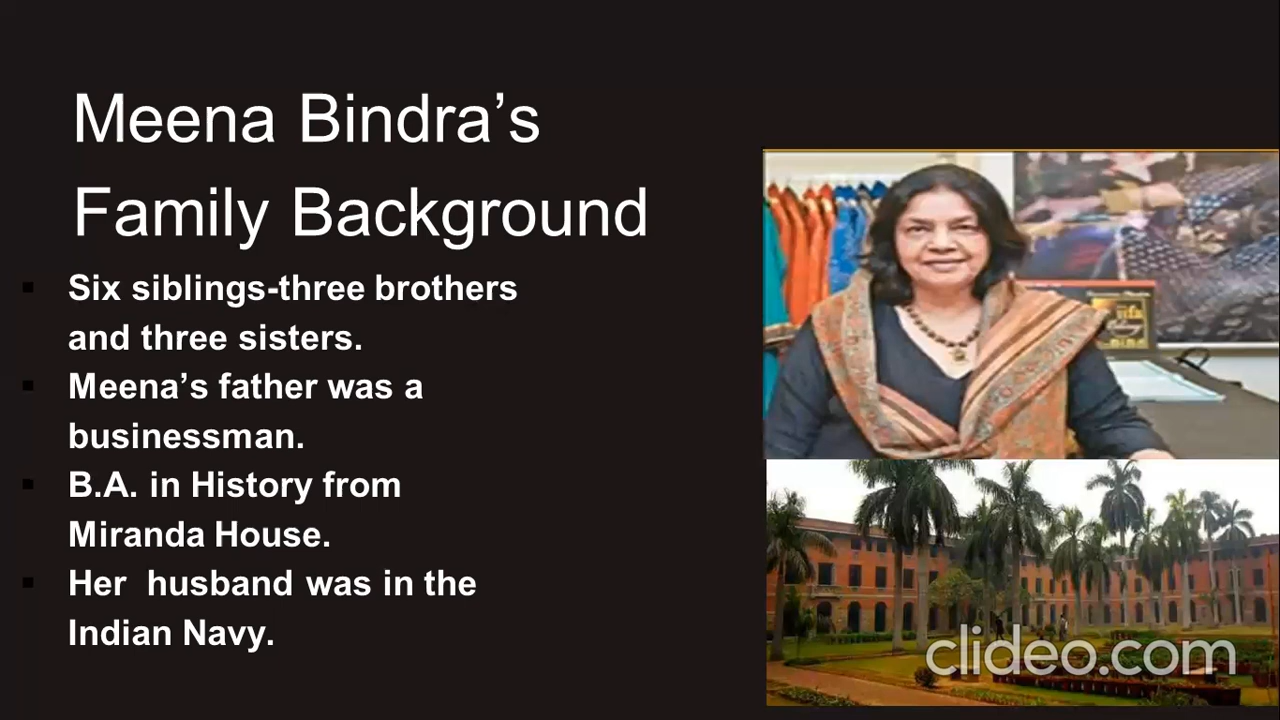 Meena Bindra’s
Family Background
Six siblings-three brothers
and three sisters.
Meena’s father was a
businessman.
B.A. in History from
Miranda House.
Her husband was in the
Indian Navy.
clideo.com